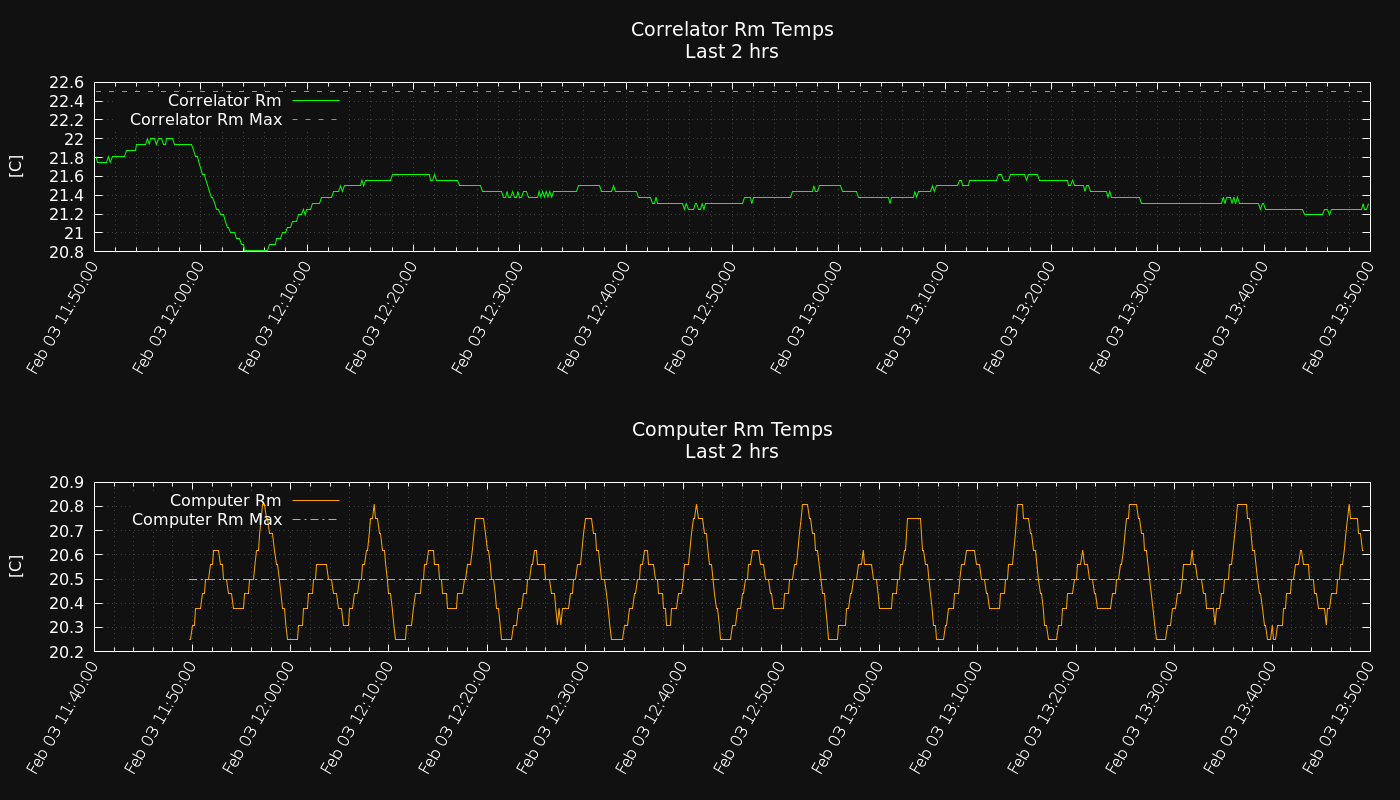 Correlator Rm Temps
Last 2 hrs
[C]
22.6
22.4
22.2
22
21.8
21.6
21.4
21.2
21
20.8
Correlator Rm
Correlator Rm Max
Feb 03 11:50:00
Feb 03 12:00:00
Feb 03 12:10:00
Feb 03 12:20:00
Feb 03 12:30:00
Feb 03 12:40:00
Feb 03 12:50:00
Feb 03 13:00:00
Feb 03 13:10:00
Feb 03 13:20:00
Feb 03 13:30:00
Feb 03 13:40:00
Feb 03 13:50:00
Computer Rm Temps
Last 2 hrs
[C]
20.9
20.8
20.7
20.6
20.5
20.4
20.3
20.2
Computer Rm
Computer Rm Max
Feb 03 11:40:00
Feb 03 11:50:00
Feb 03 12:00:00
Feb 03 12:10:00
Feb 03 12:20:00
Feb 03 12:30:00
Feb 03 12:40:00
Feb 03 12:50:00
Feb 03 13:00:00
Feb 03 13:10:00
Feb 03 13:20:00
Feb 03 13:30:00
Feb 03 13:40:00
Feb 03 13:50:00